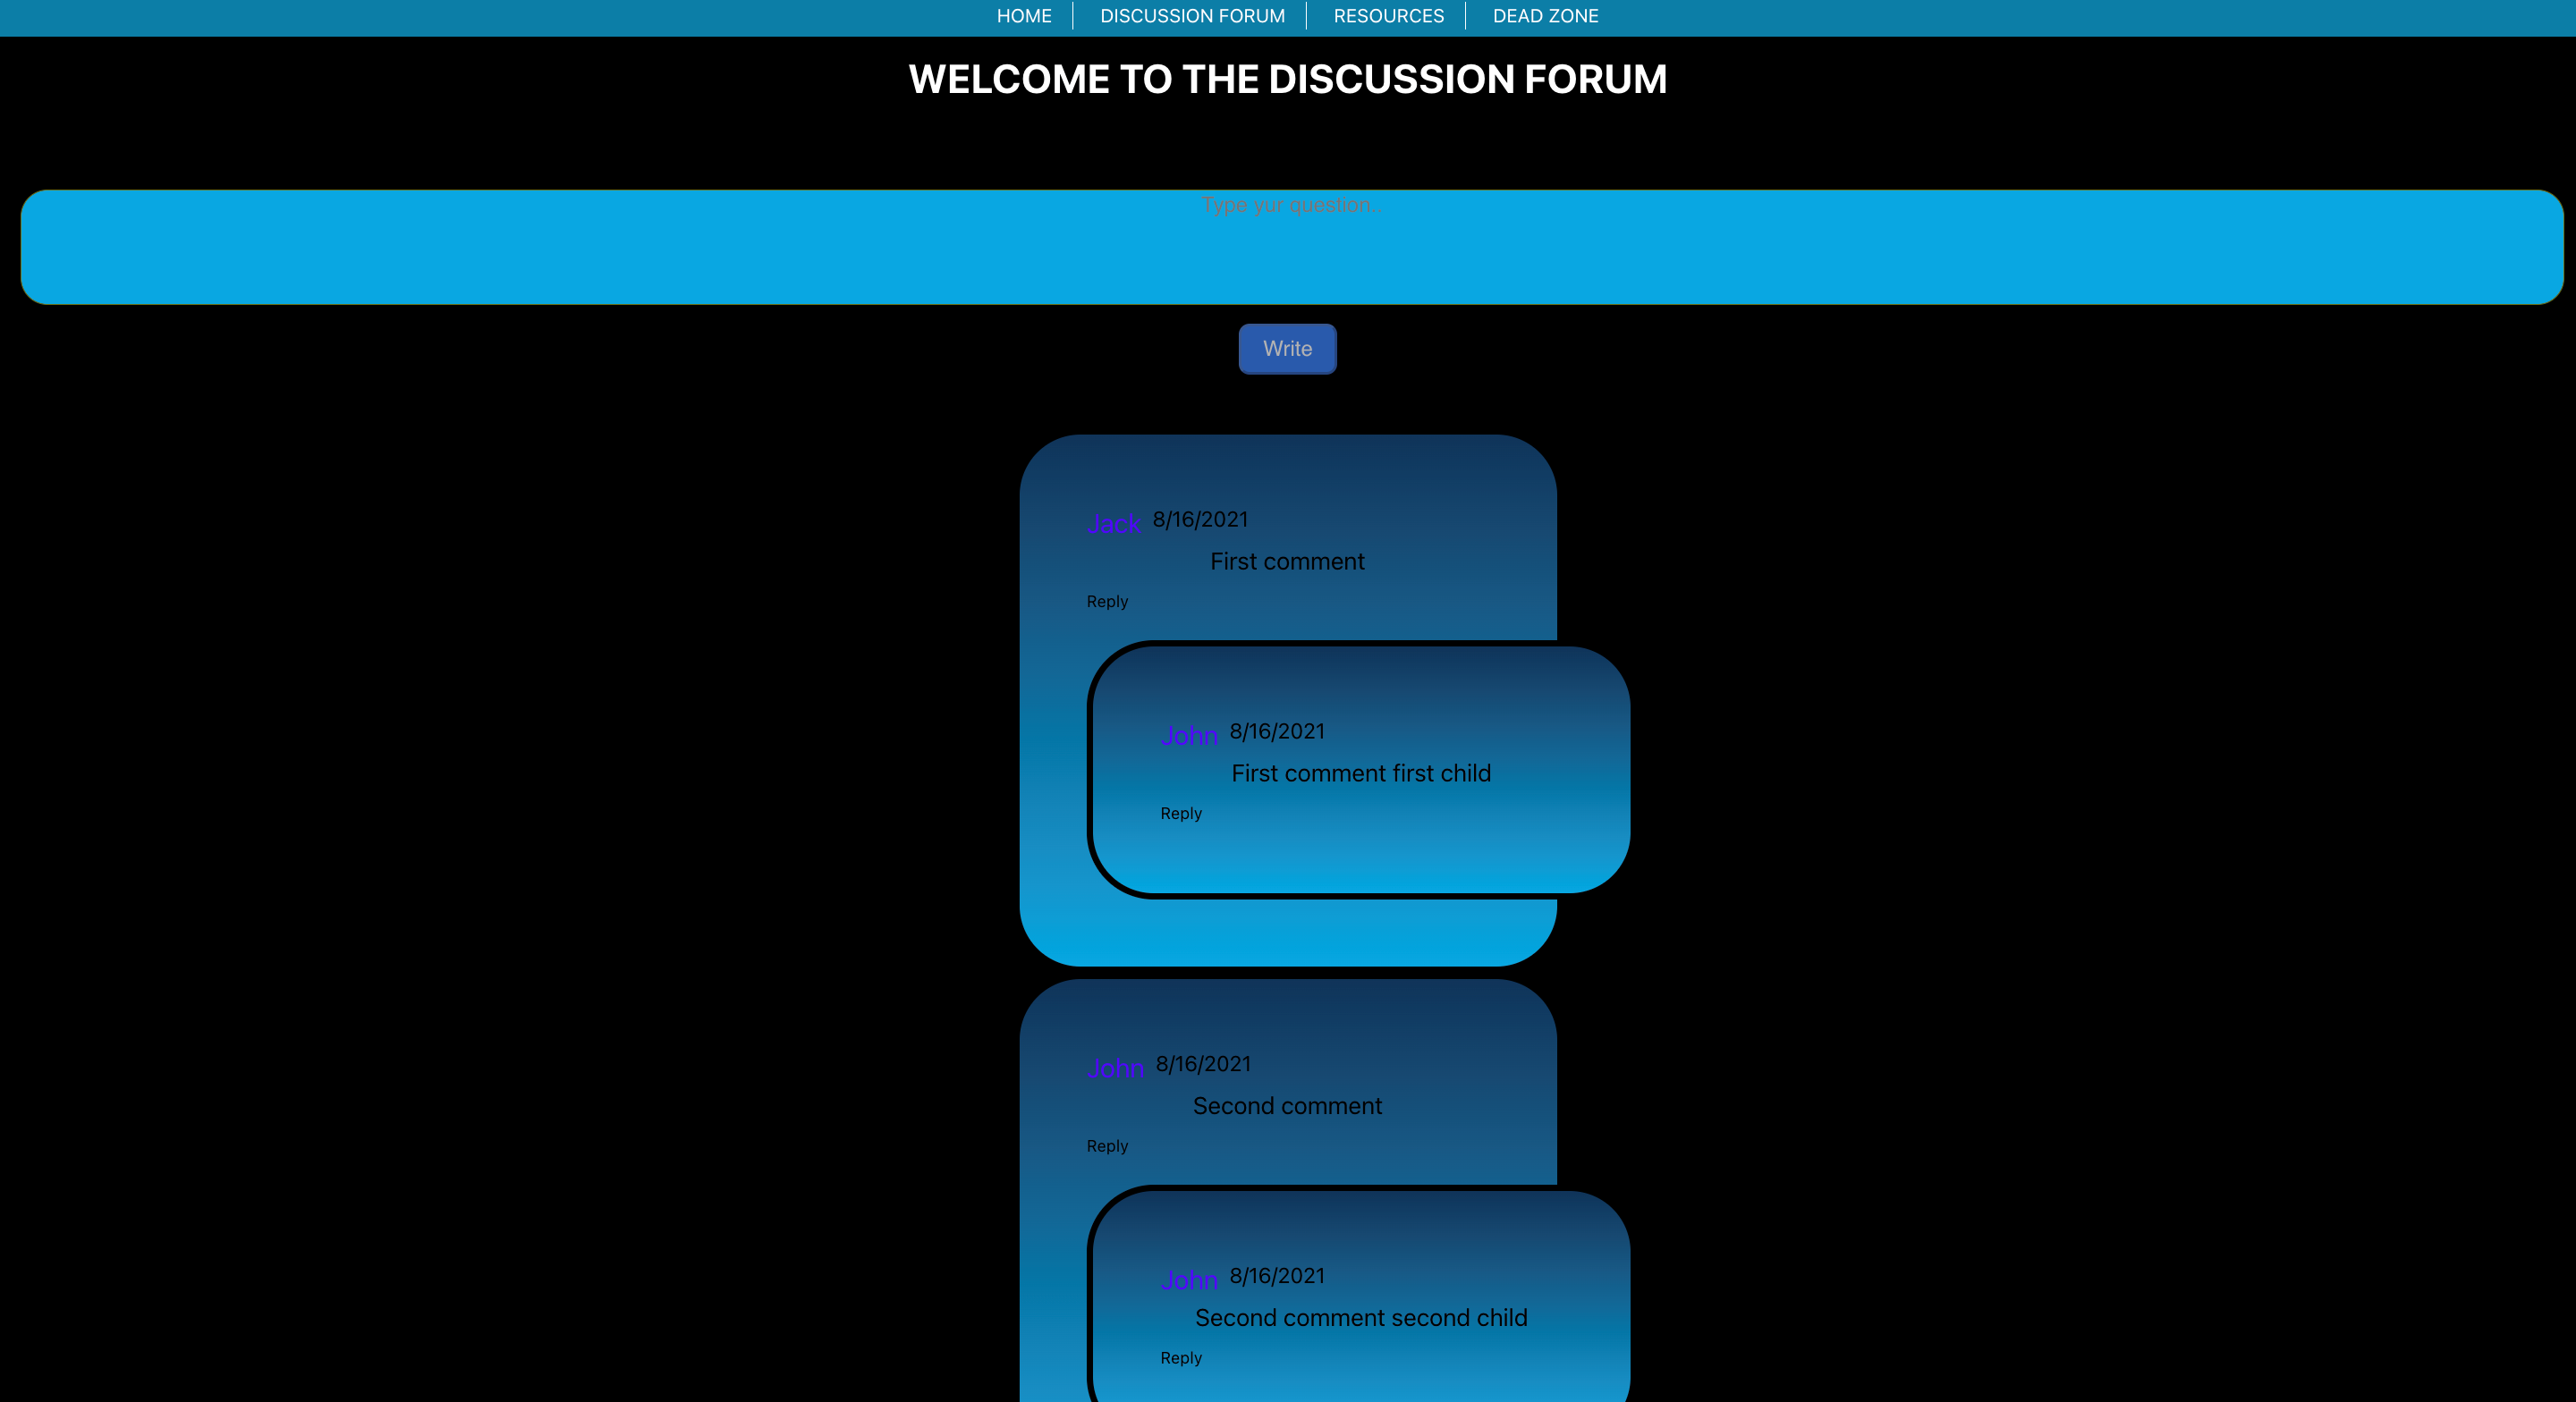 HOME DISCUSSION FORUM RESOURCES DEAD ZONE
WELCOME TO THE DISCUSSION FORUM
Type yur question..
Write
Jack 8/16/2021
First comment
Reply
John 8/16/2021
First comment first child
Reply
John 8/16/2021
Second comment
Reply
John 8/16/2021
Second comment second child
Reply